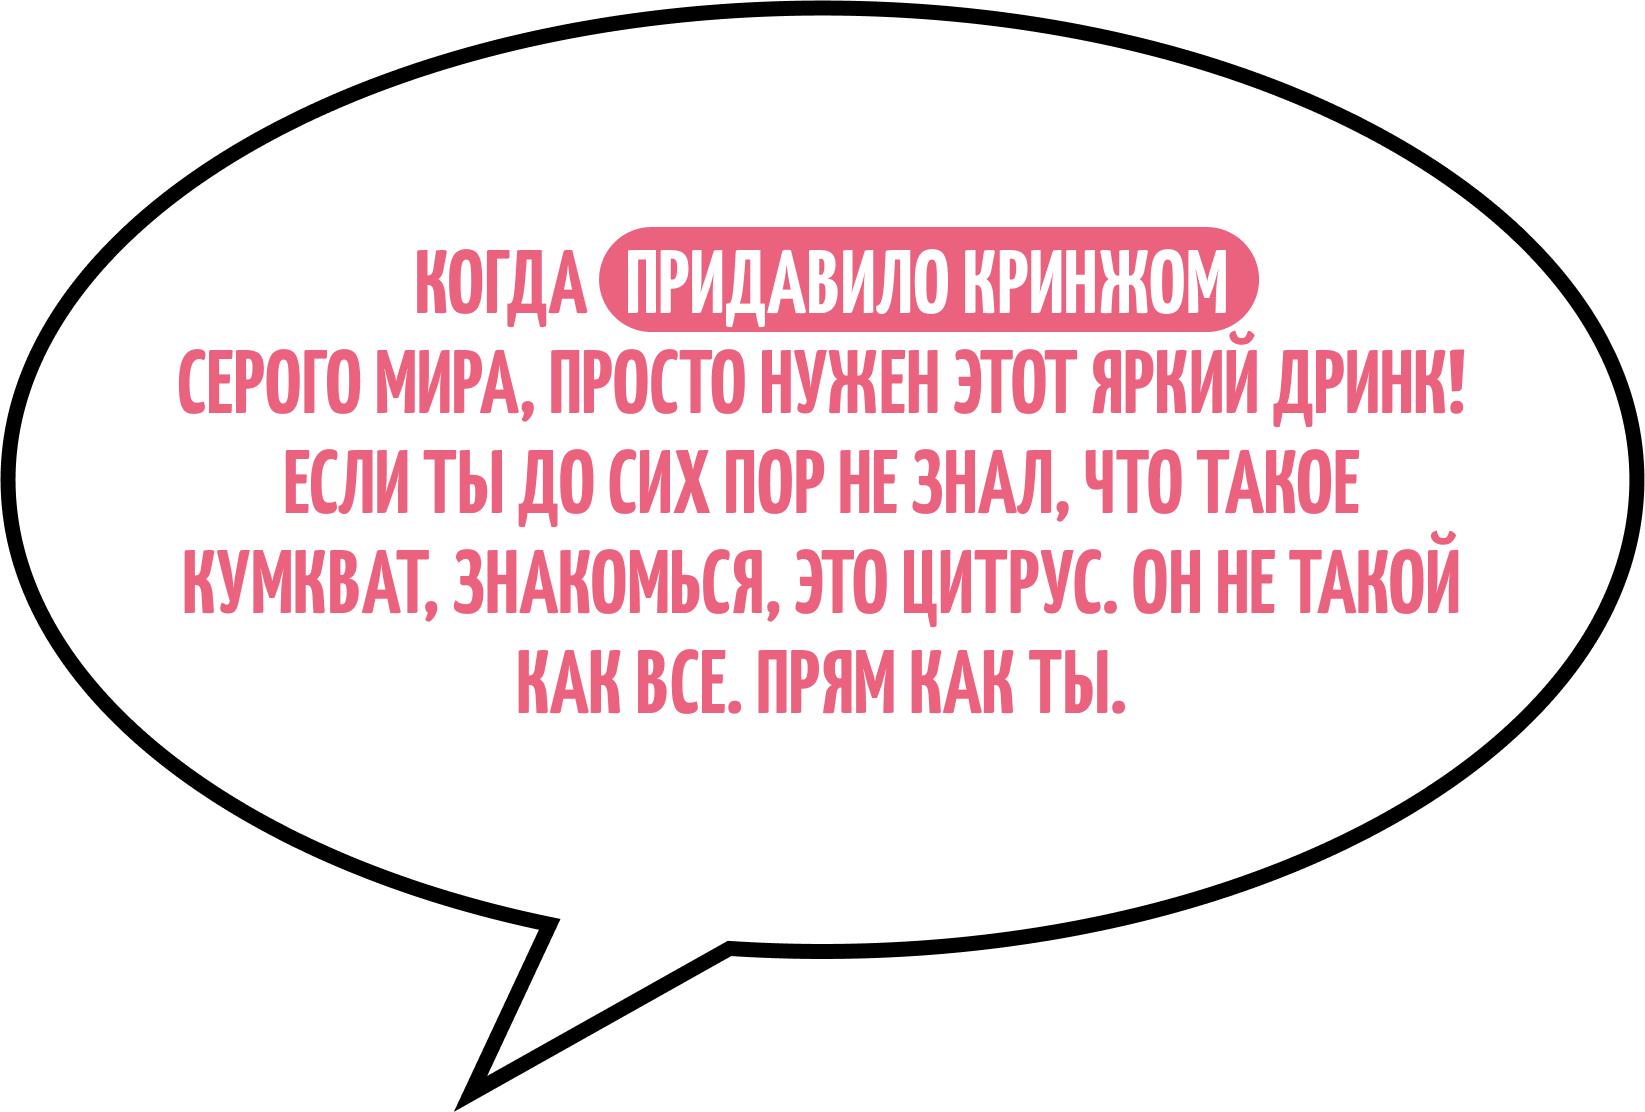 КОГДА ПРИДАВИЛО КРИНЖОМ
СЕРОГО МИРА, ПРОСТО НУЖЕН ЭТОТ ЯРКИЙ ДРИНК!
ЕСЛИ ТЫ ДО СИХ ПОР НЕ ЗНАЛ, ЧТО ТАКОЕ
КУМКВАТ, ЗНАКОМЬСЯ, ЭТО ЦИТРУС. ОН НЕ ТАКОЙ
КАК ВСЕ. ПРЯМ КАК ТЫ.